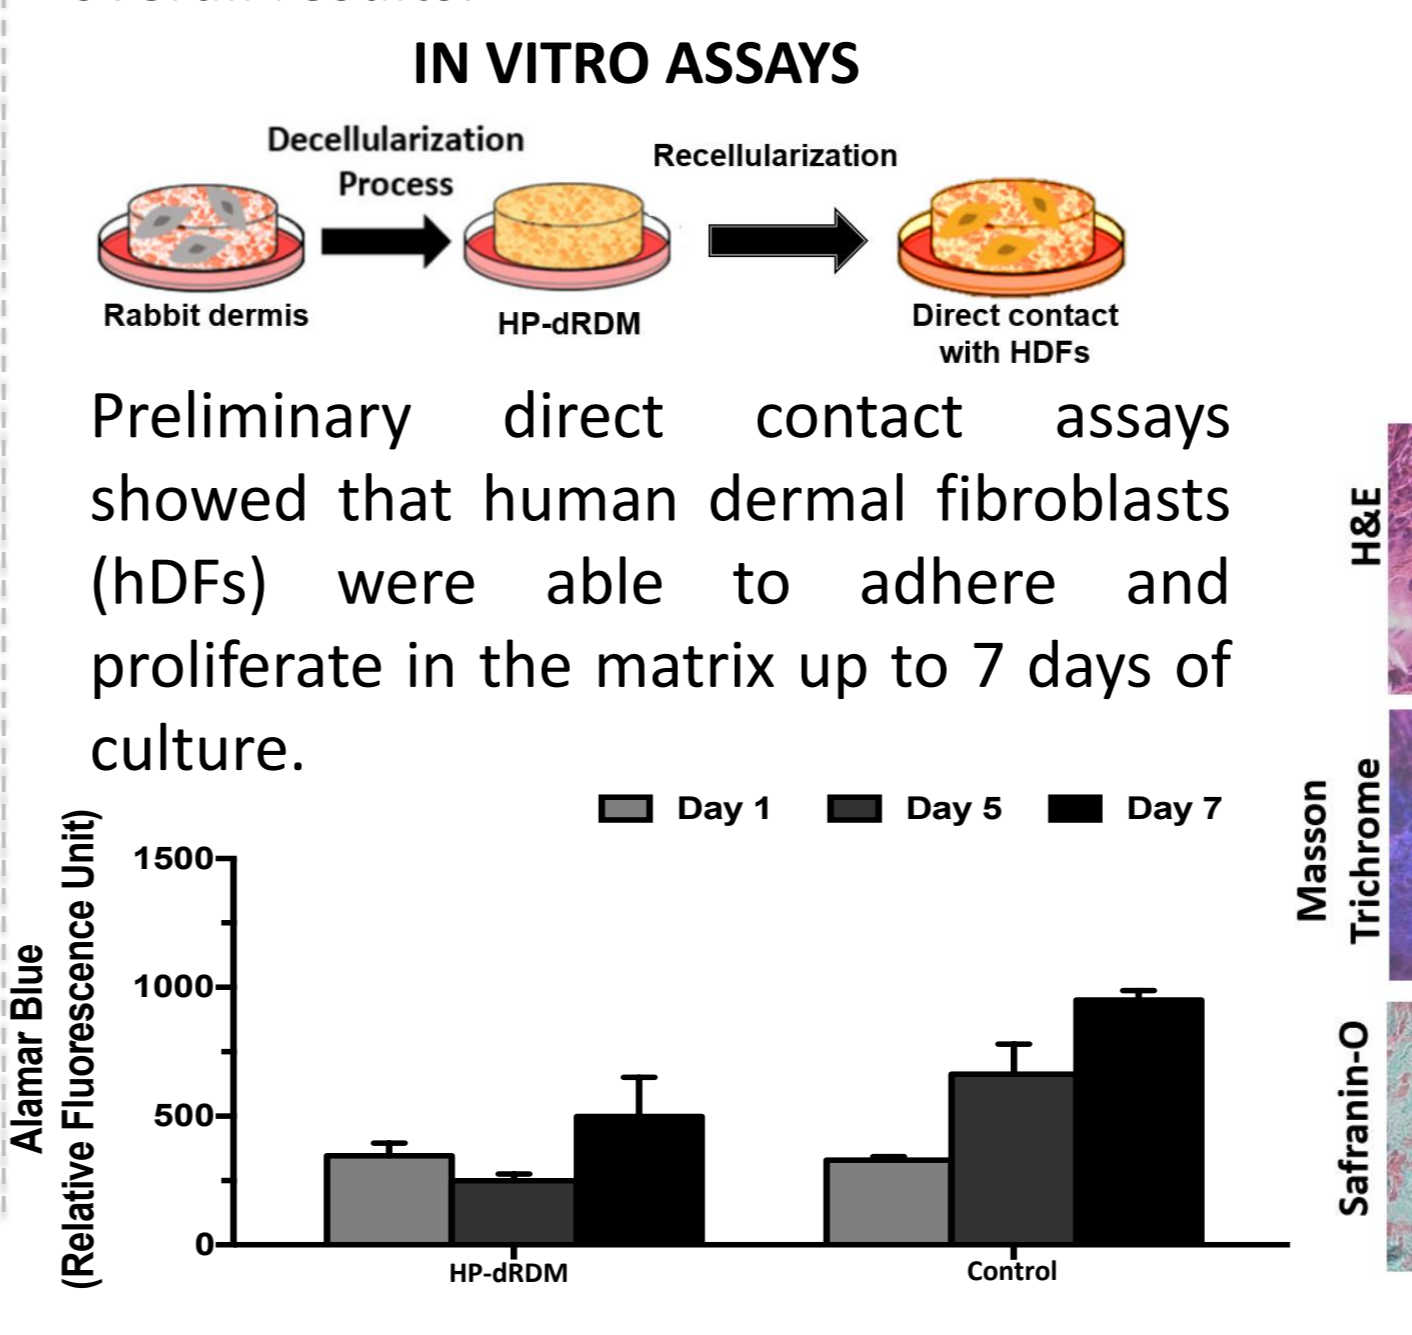 IN VITRO ASSAYS
Decellularization
Process
Recellularization
Rabbit dermis
HP-dRDM
Direct contact
with HDFs
Preliminary direct contact assays
showed that human dermal fibroblasts
(hDFs) were able to adhere and
proliferate in the matrix up to 7 days of
culture.
Day 1 Day 5 Day 7
Alamar Blue
(Relative Fluorescence Unit)
1500
1000
500
0
HP-dRDM Control
H&E
Masson
Trichrome
Safranin-O